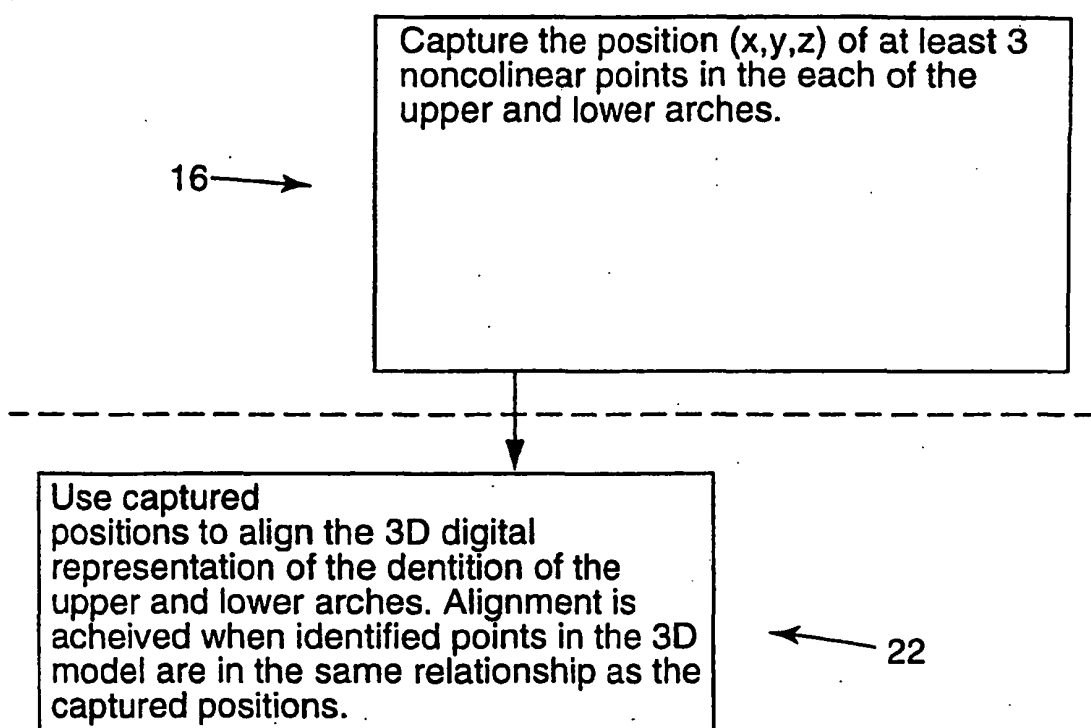 Capture the position (x,y,z) of at least 3
noncolinear points in the each of the
upper and lower arches.
16
Use captured
positions to align the 3D digital
representation of the dentition of the
upper and lower arches. Alignment is
acheived when identified points in the 3D
model are in the same relationship as the
captured positions.
22